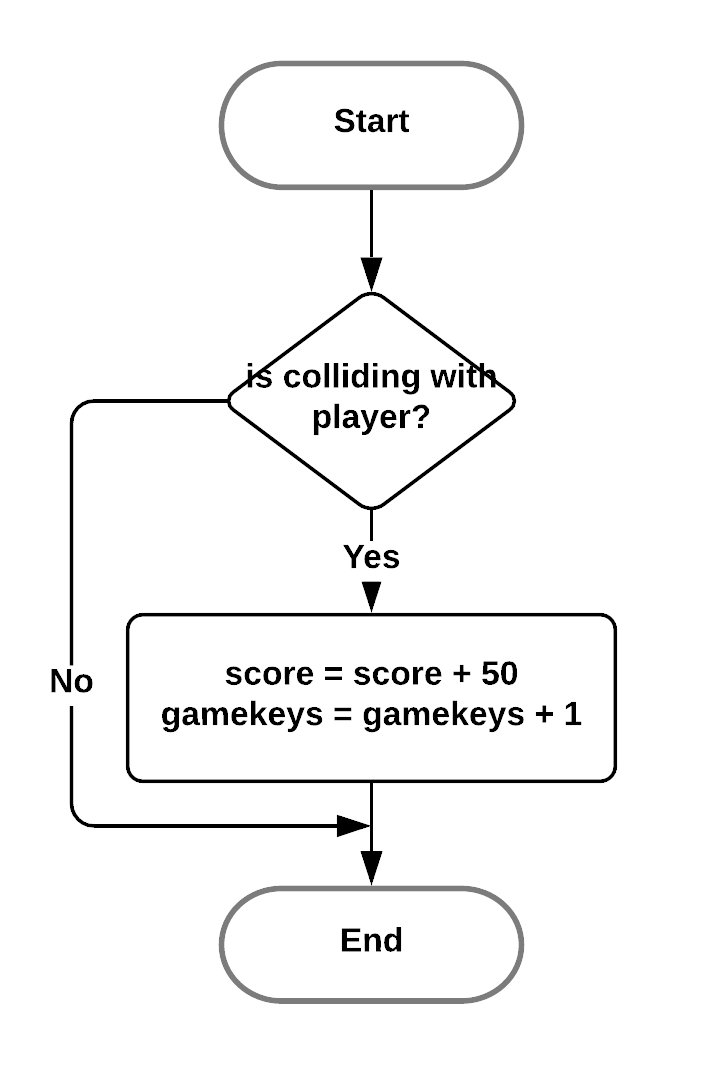 Start
is colliding with
player?
Yes
score = score + 50
No
gamekeys = gamekeys + 1
End